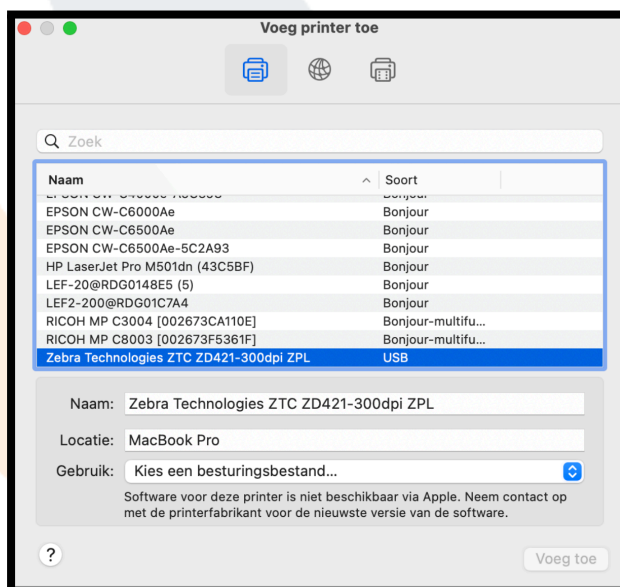 Voeg printer toe
Zoek
Naam Soort
EPSON CW-C6000Ae Bonjour
EPSON CW-C6500Ae Bonjour
EPSON CW-C6500Ae-5C2A93 Bonjour
HP LaserJet Pro M501dn (43C5BF) Bonjour
LEF-20@RDG0148E5 (5) Bonjour
LEF2-200@RDG01C7A4 Bonjour
RICOH MP C3004 [002673CA110E] Bonjour-multifu...
RICOH MP C8003 [002673F5361F] Bonjour-multifu...
Zebra Technologies ZTC ZD421-300dpi ZPL USB
Naam: Zebra Technologies ZTC ZD421-300dpi ZPL
Locatie: MacBook Pro
Gebruik: Kies een besturingsbestand...
Software voor deze printer is niet beschikbaar via Apple. Neem contact op
met de printerfabrikant voor de nieuwste versie van de software.
? Voeg toe